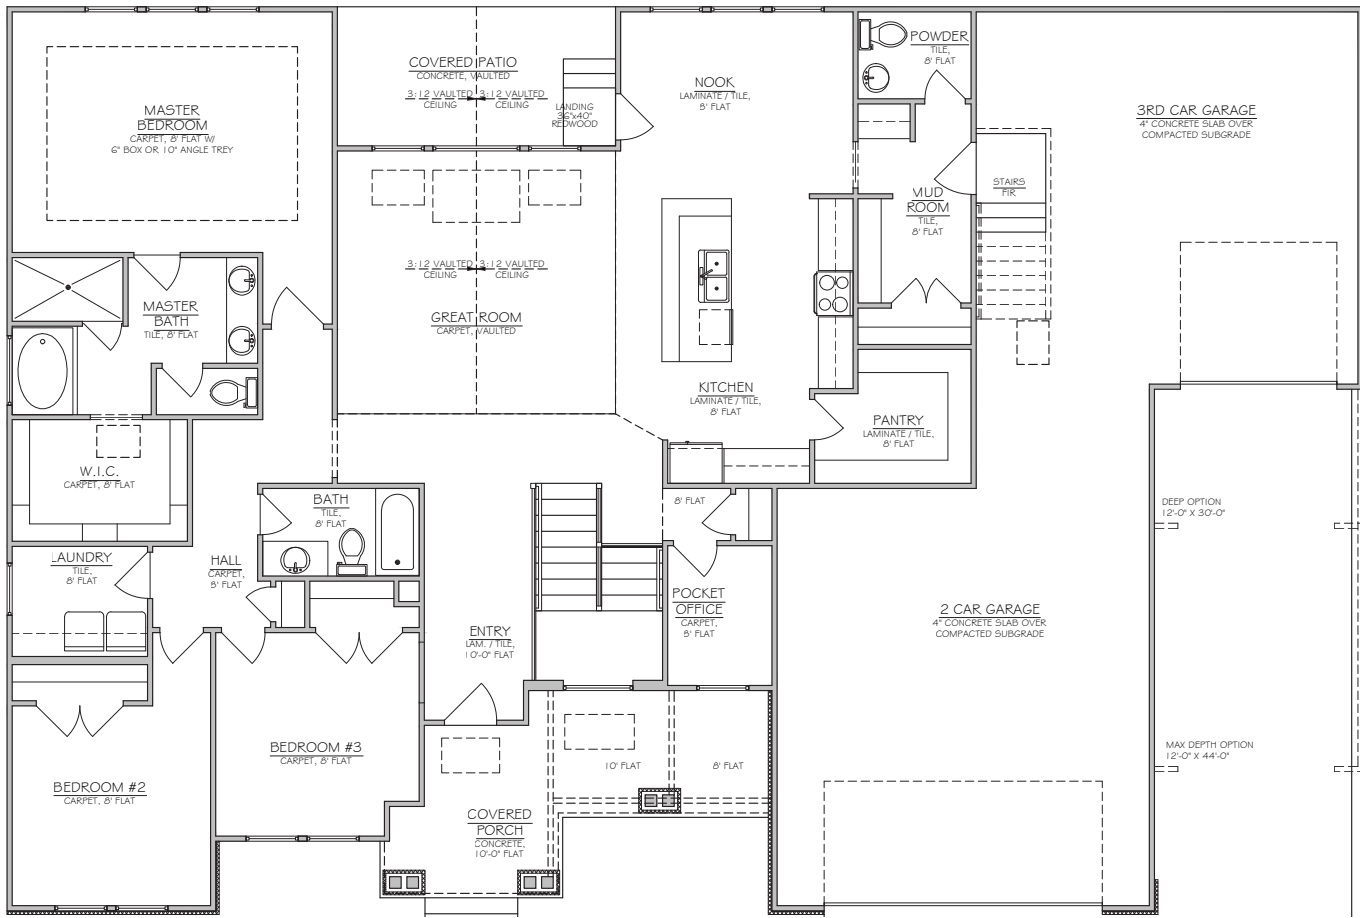 COVERED PATIO
CONCRETE, VAULTED
3:12 VAULTED
CEILING
3:12 VAULTED
CEILING
LANDING
36"x40"
REDWOOD
NOOK
LAMINATE / TILE,
8' FLAT
POWDER
TILE,
8' FLAT
3RD CAR GARAGE
4" CONCRETE SLAB OVER
COMPACTED SUBGRADE
MASTER
BEDROOM
CARPET, 8' FLAT W/
6" BOX OR 10" ANGLE TREY
STAIRS
FIR
MUD
ROOM
TILE,
8' FLAT
3:12 VAULTED
CEILING
3:12 VAULTED
CEILING
GREAT ROOM
CARPET, VAULTED
MASTER
BATH
TILE, 8' FLAT
KITCHEN
LAMINATE / TILE,
8' FLAT
PANTRY
LAMINATE / TILE,
8' FLAT
W.I.C.
CARPET, 8' FLAT
BATH
TILE,
8' FLAT
8' FLAT
DEEP OPTION
12'-0" X 30'-0"
LAUNDRY
TILE,
8' FLAT
HALL
CARPET,
8' FLAT
POCKET
OFFICE
CARPET,
8' FLAT
2 CAR GARAGE
4" CONCRETE SLAB OVER
COMPACTED SUBGRADE
ENTRY
LAM. / TILE,
10'-0" FLAT
BEDROOM #3
CARPET, 8' FLAT
MAX DEPTH OPTION
12'-0" X 44'-0"
10' FLAT
8' FLAT
BEDROOM #2
CARPET, 8' FLAT
COVERED
PORCH
CONCRETE,
10'-0" FLAT